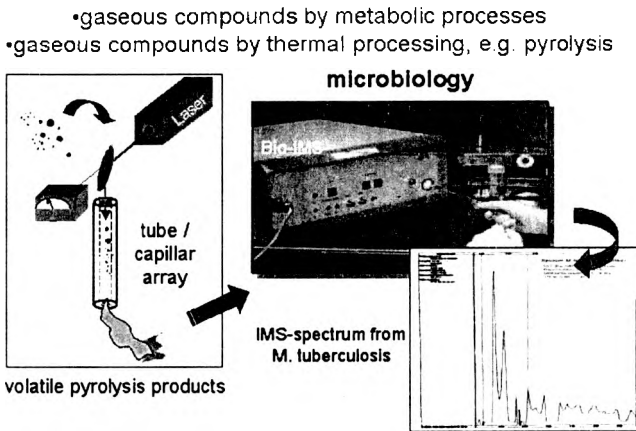 •gaseous compounds by metabolic processes
•gaseous compounds by thermal processing, e.g. pyrolysis
microbiology
Laser
Bio-IMS
tube /
capillar
array
IMS-spectrum from
M. tuberculosis
volatile pyrolysis products